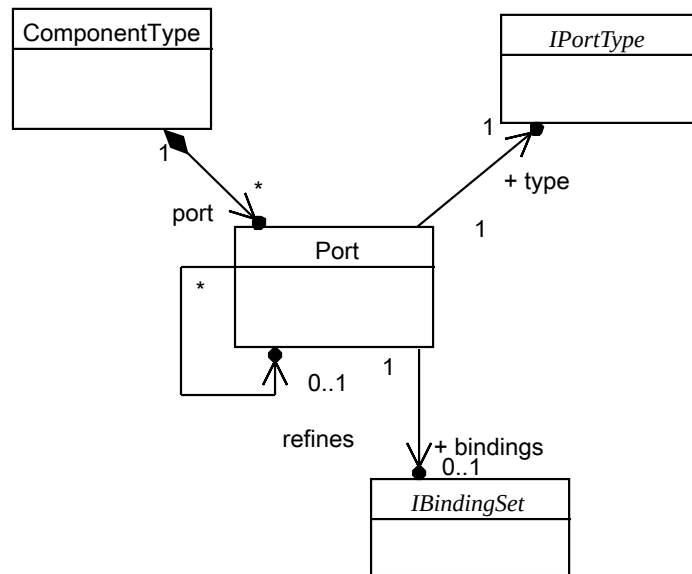 ComponentType
IPortType
1
1
*
+ type
port
1
Port
*
1
0..1
refines
+ bindings
0..1
IBindingSet